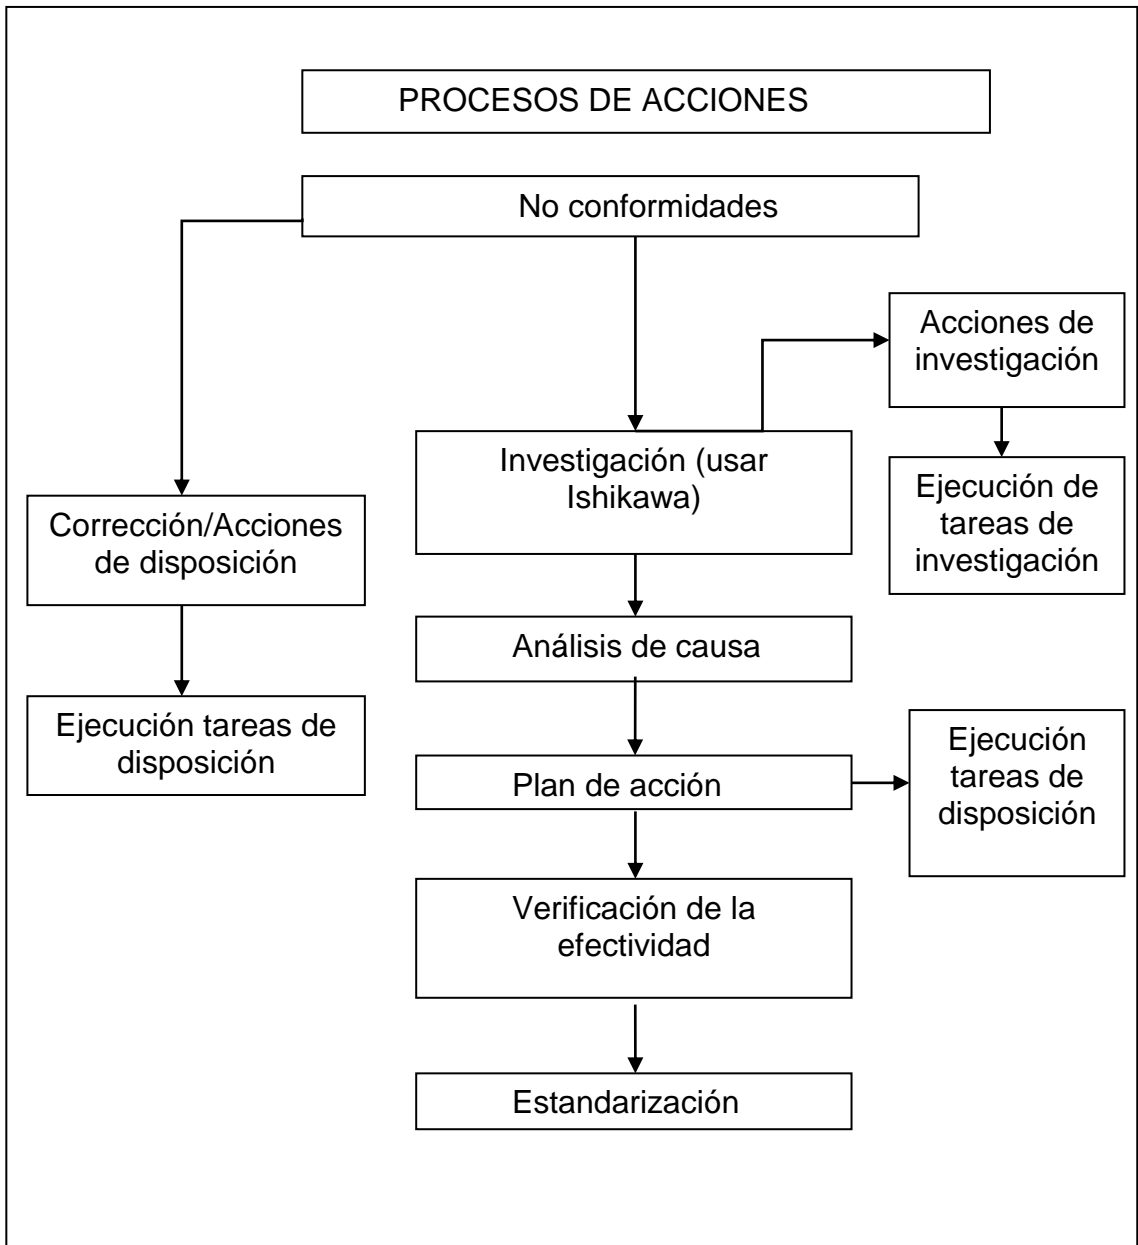 PROCESOS DE ACCIONES
No conformidades
Acciones de
investigación
Investigación (usar
Ishikawa)
Ejecución de
tareas de
investigación
Corrección/Acciones
de disposición
Análisis de causa
Ejecución tareas de
disposición
Plan de acción
Ejecución
tareas de
disposición
Verificación de la
efectividad
Estandarización